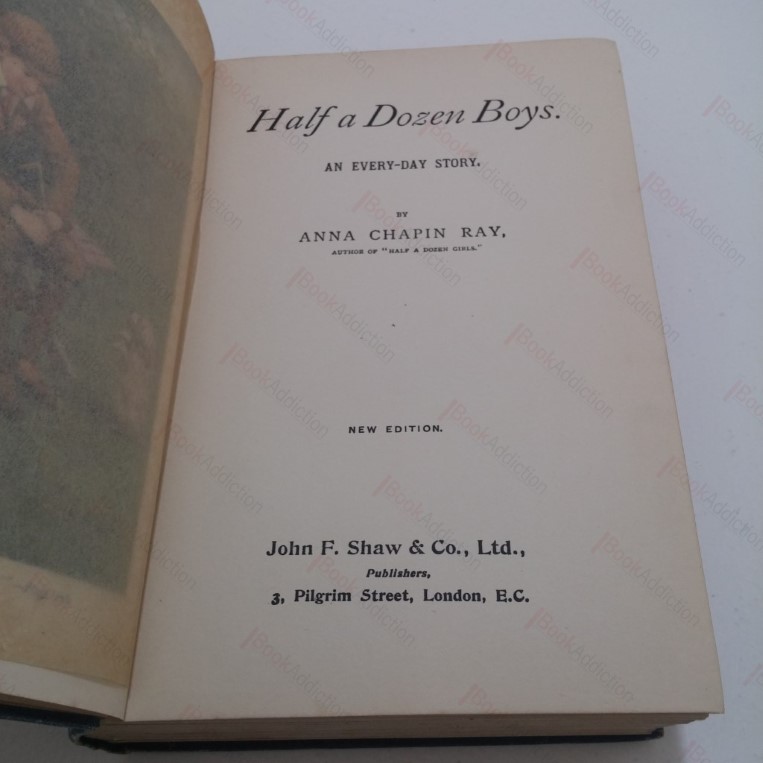 Half a Dozen Boys.
AN EVERY-DAY STORY.
BY
ANNA CHAPIN RAY,
AUTHOR OF "HALF A DOZEN GIRLS."
NEW EDITION.
John F. Shaw & Co., Ltd.,
Publishers,
3, Pilgrim Street, London, E.C.
iBookAddiction